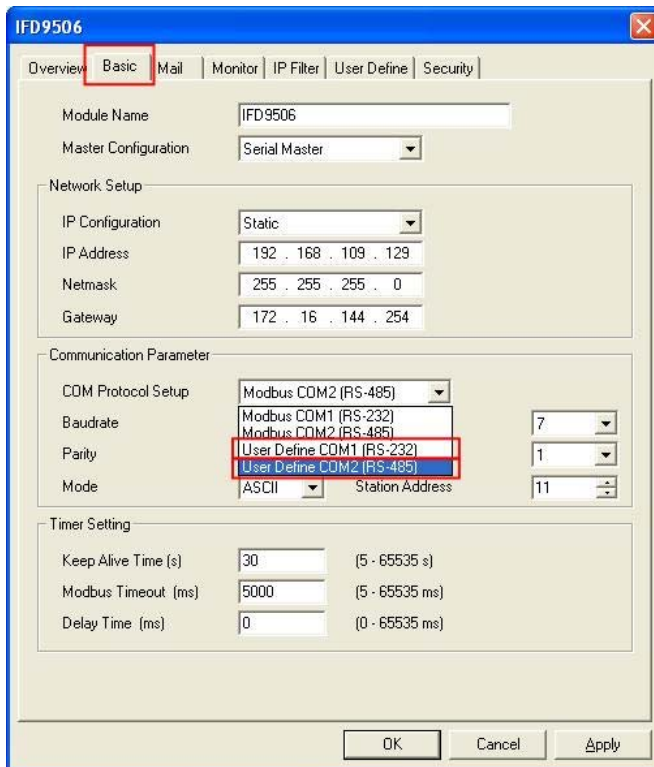 IFD9506
Overview Basic Mail Monitor IP Filter User Define Security
Module Name IFD9506
Master Configuration Serial Master
Network Setup
IP Configuration Static
IP Address 192 . 168 . 109 . 129
Netmask 255 . 255 . 255 . 0
Gateway 172 . 16 . 144 . 254
Communication Parameter
COM Protocol Setup Modbus COM2 (RS-485)
Modbus COM1 (RS-232)
Baudrate Modbus COM2 (RS-485) 7
Parity User Define COM1 (RS-232) 1
User Define COM2 (RS-485)
Mode ASCII Station Address 11
Timer Setting
Keep Alive Time (s) 30 (5 - 65535 s)
Modbus Timeout (ms) 5000 (5 - 65535 ms)
Delay Time (ms) 0 (0 - 65535 ms)
OK Cancel Apply